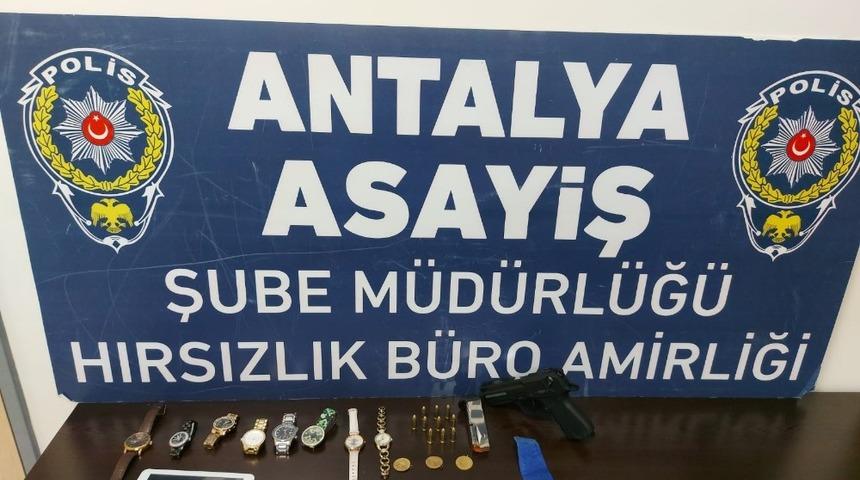 POLİS
POLİS
ANTALYA
ASAYİŞ
ŞUBE MÜDÜRLÜĞÜ
HIRSIZLIK BÜRO AMİRLİĞİ